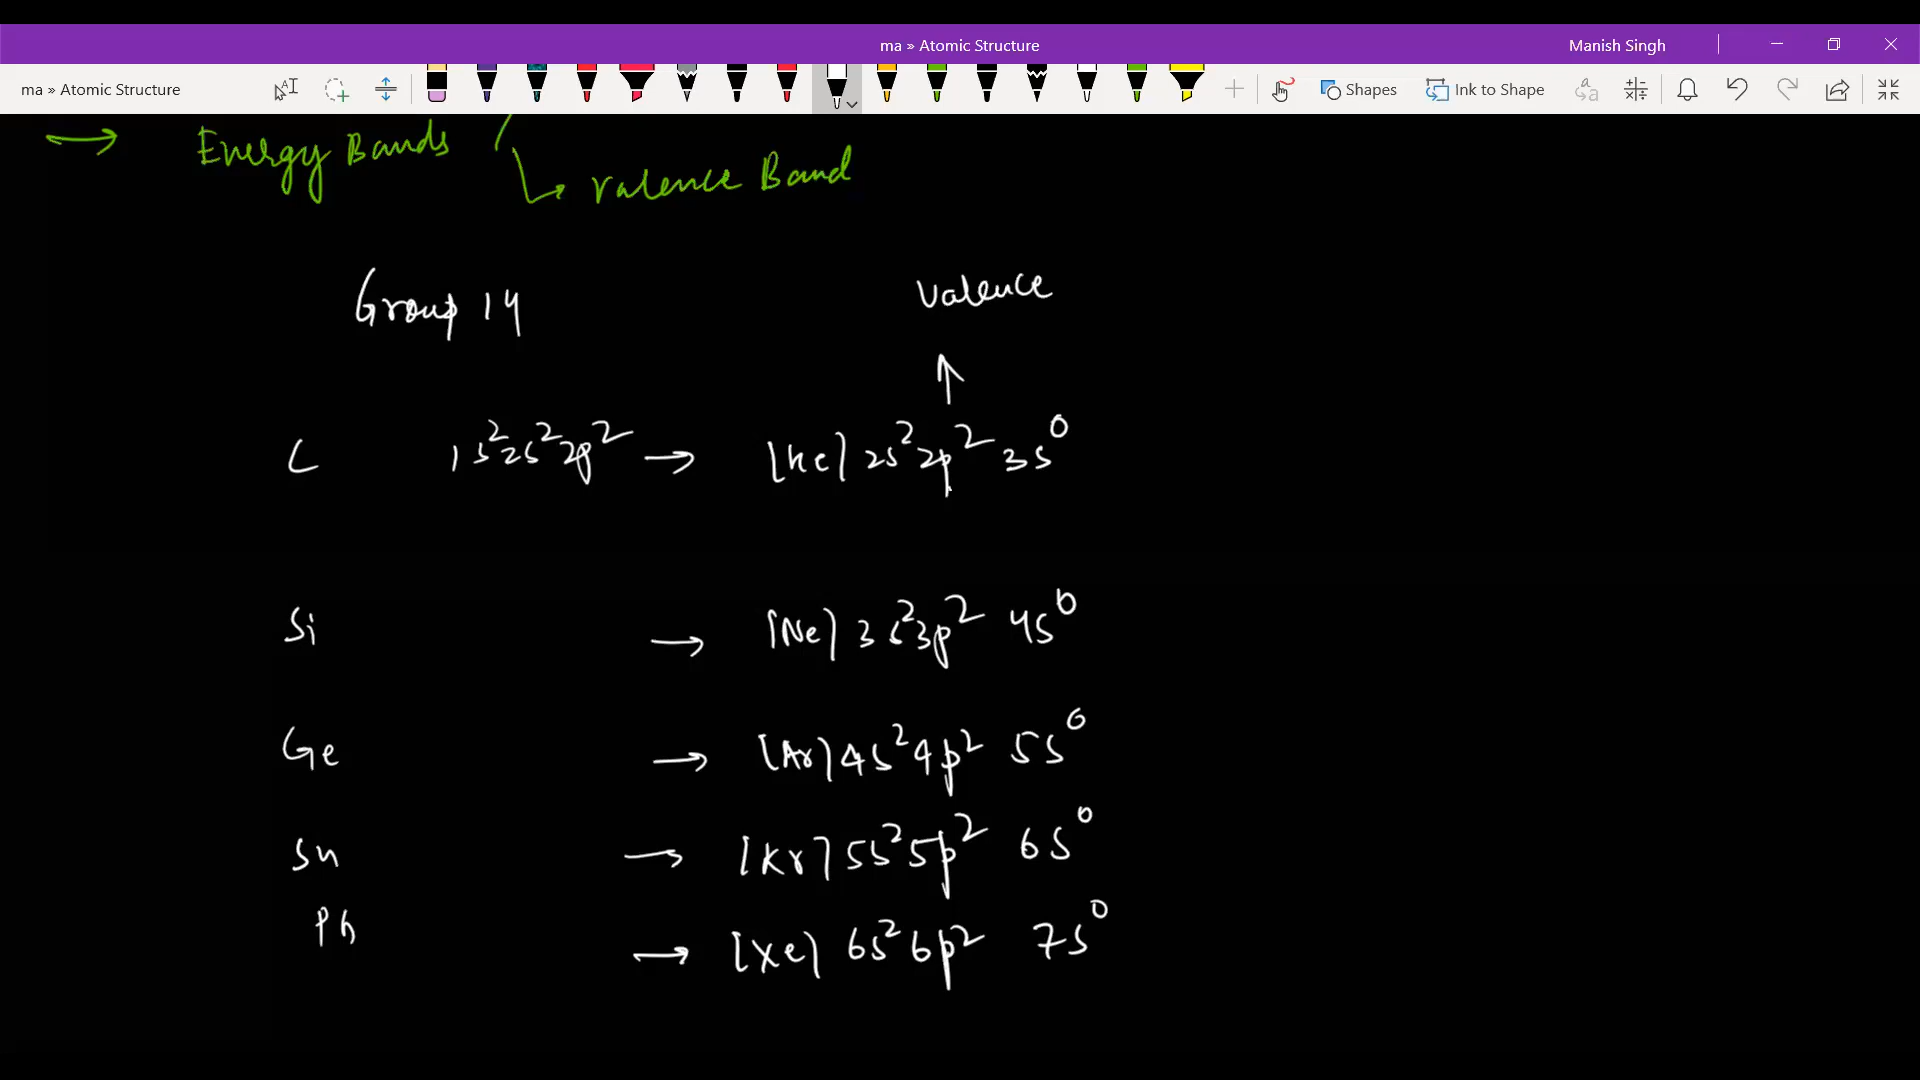 ma » Atomic Structure
Manish Singh
ma » Atomic Structure
Shapes
Ink to Shape
→ Energy Bands
↳ Valence Band
Group 14
Valence
↑
C 1s²2s²2p² → [He] 2s²2p² 3s⁰
Si → [Ne] 3s²3p² 4s⁰
Ge → [Ar] 4s²4p² 5s⁰
Sn → [Kr] 5s²5p² 6s⁰
Pb → [Xe] 6s²6p² 7s⁰